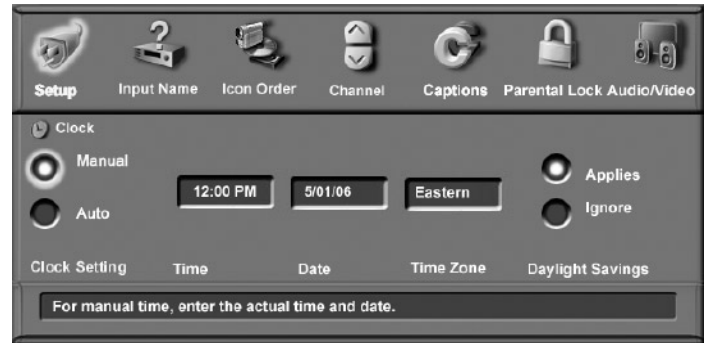 Setup Input Name Icon Order Channel Captions Parental Lock Audio/Video
Clock
Manual
Auto
12:00 PM 5/01/06 Eastern
Applies
Ignore
Clock Setting Time Date Time Zone Daylight Savings
For manual time, enter the actual time and date.